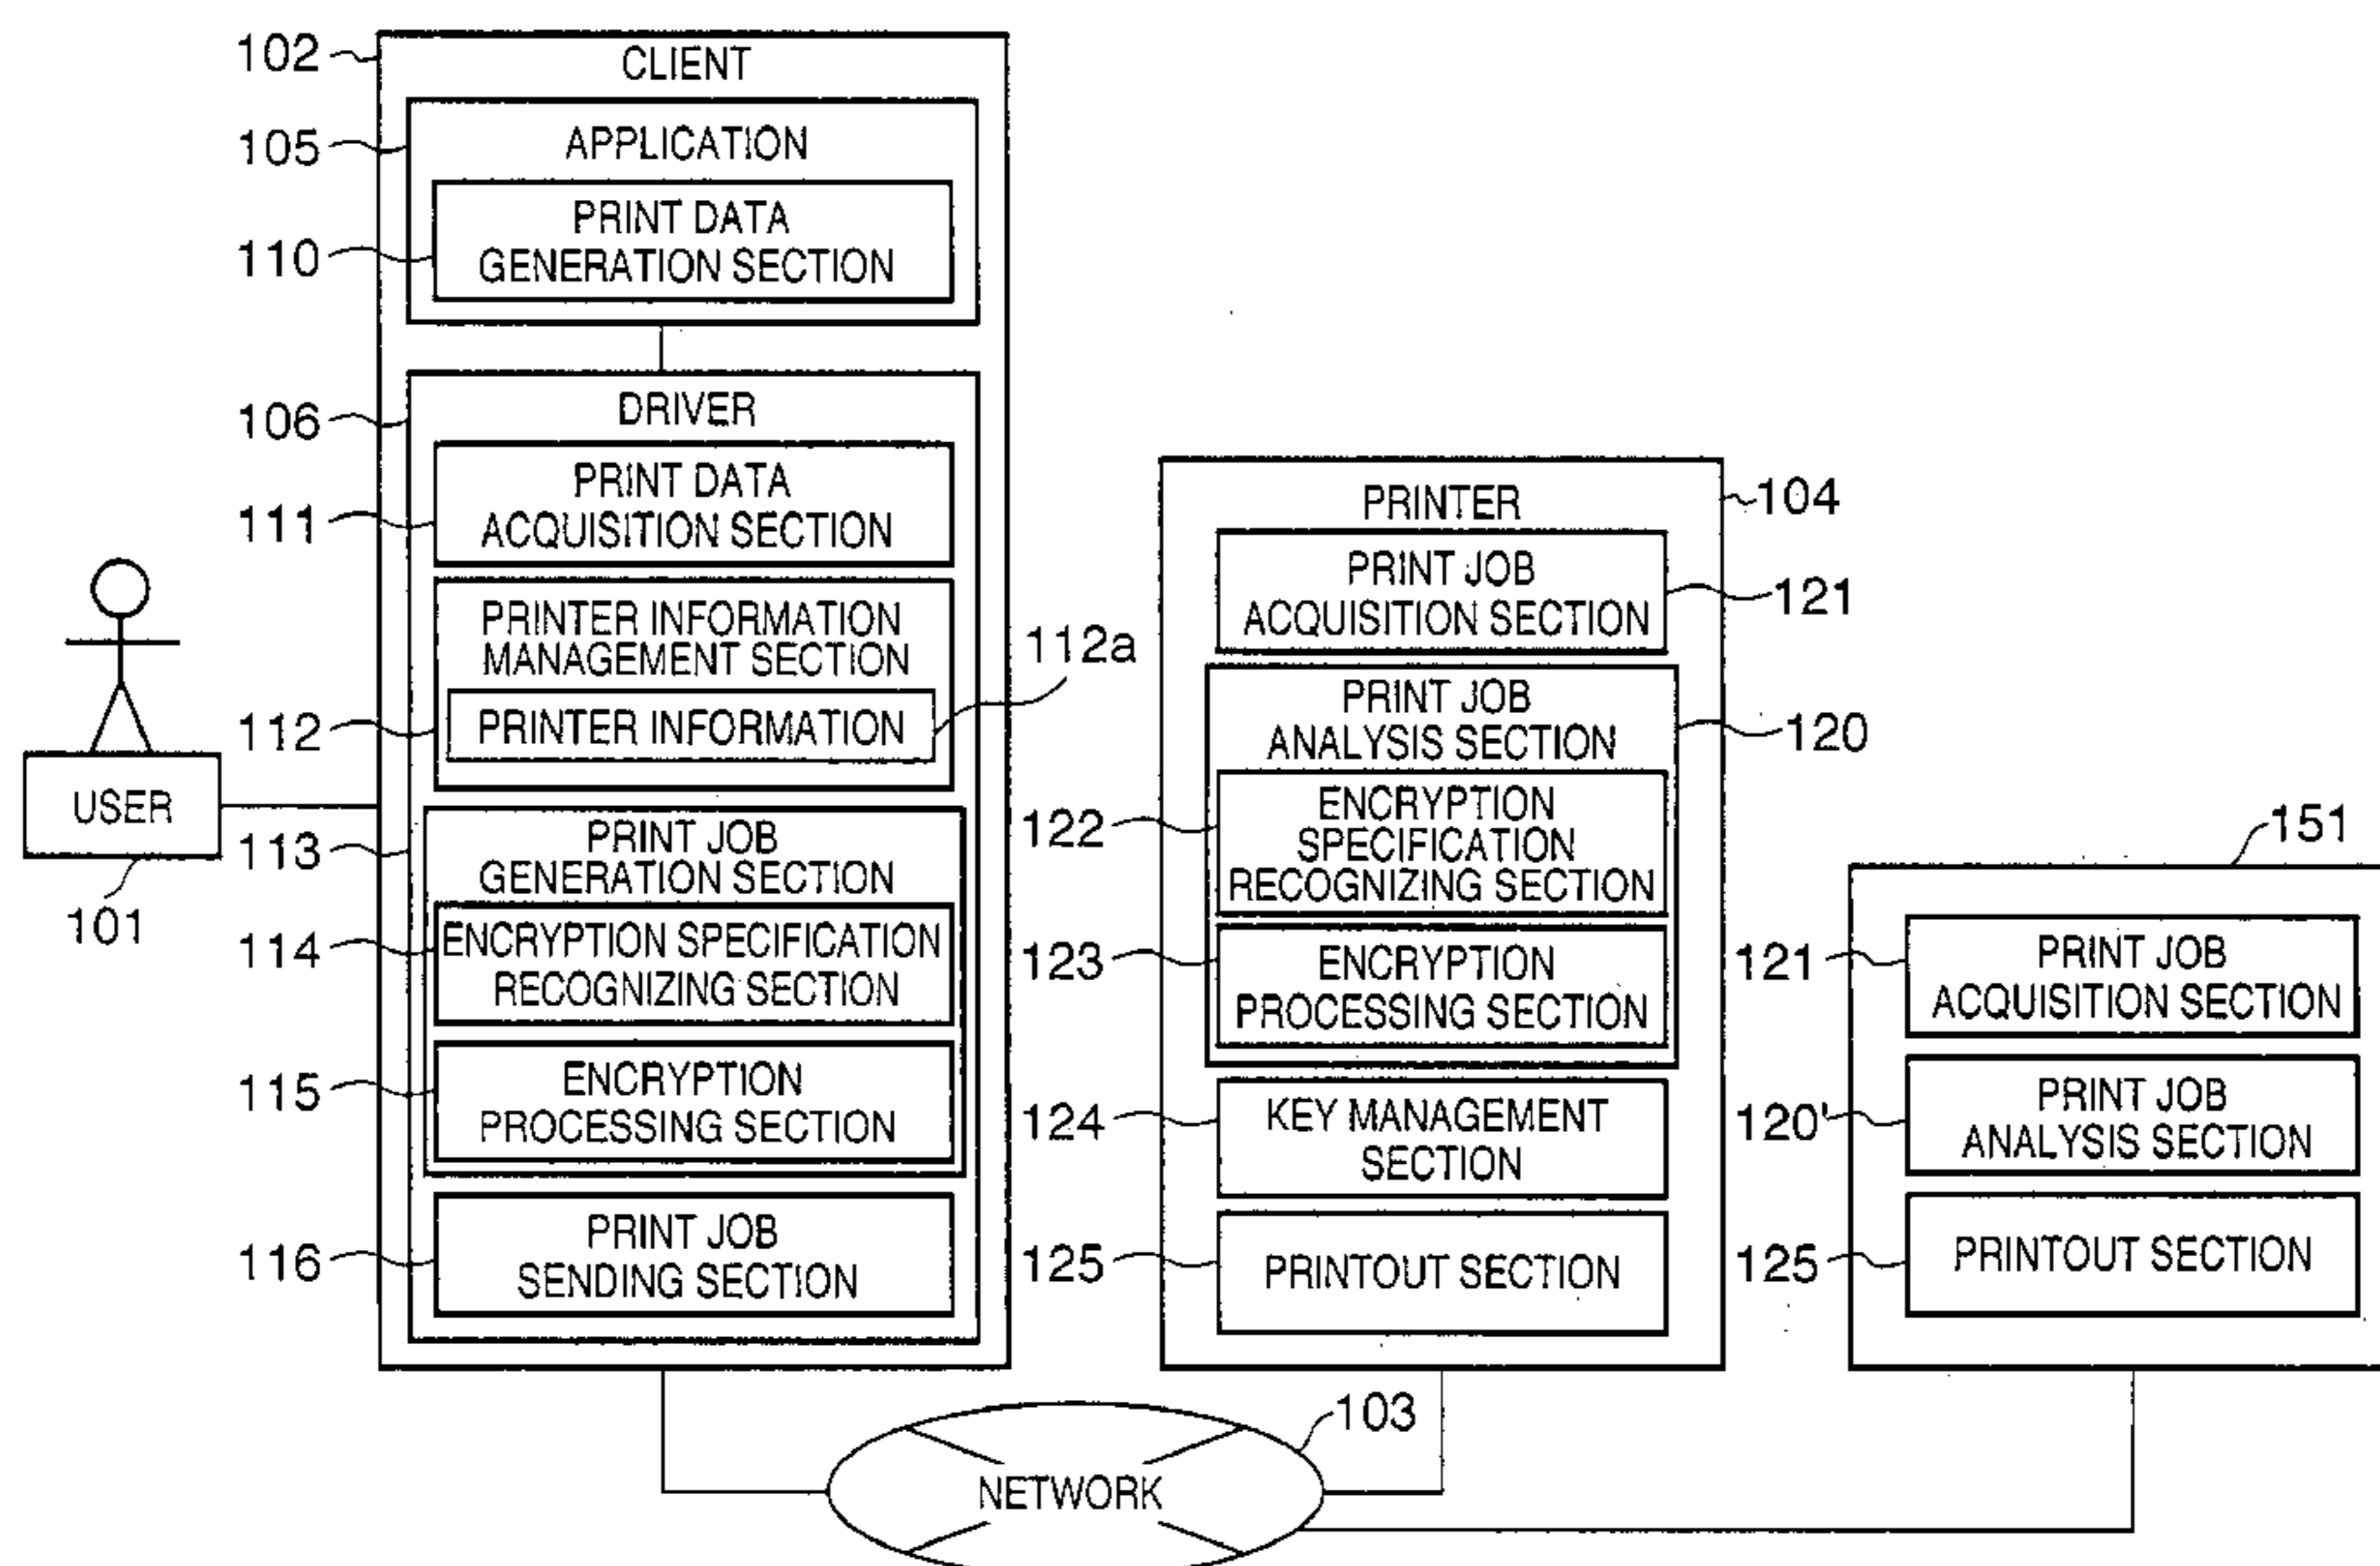 102
CLIENT
105
APPLICATION
110
PRINT DATA
GENERATION SECTION
106
DRIVER
111
PRINT DATA
ACQUISITION SECTION
112
PRINTER INFORMATION
MANAGEMENT SECTION
112a
PRINTER INFORMATION
USER
101
113
PRINT JOB
GENERATION SECTION
114
ENCRYPTION SPECIFICATION
RECOGNIZING SECTION
115
ENCRYPTION
PROCESSING SECTION
116
PRINT JOB
SENDING SECTION
PRINTER
104
PRINT JOB
ACQUISITION SECTION
121
PRINT JOB
ANALYSIS SECTION
120
122
ENCRYPTION
SPECIFICATION
RECOGNIZING SECTION
123
ENCRYPTION
PROCESSING SECTION
124
KEY MANAGEMENT
SECTION
125
PRINTOUT SECTION
151
121
PRINT JOB
ACQUISITION SECTION
120'
PRINT JOB
ANALYSIS SECTION
125
PRINTOUT SECTION
103
NETWORK